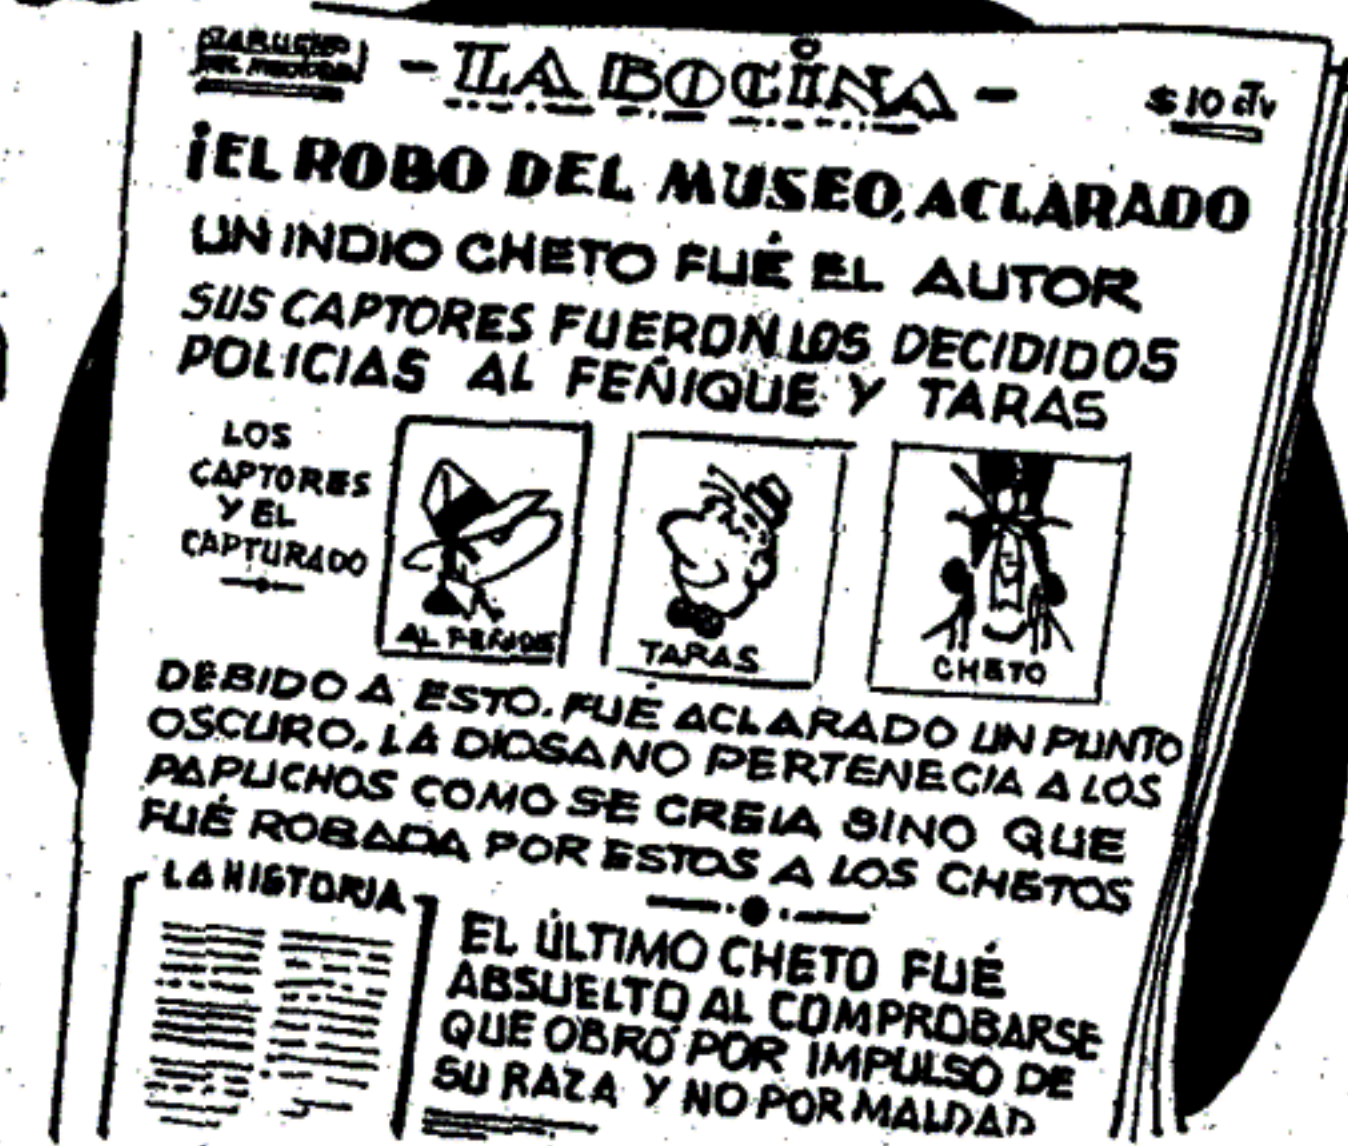 - LA BOCINA -
$ 10 cTv
¡EL ROBO DEL MUSEO, ACLARADO
UN INDIO CHETO FUÉ EL AUTOR
SUS CAPTORES FUERON LOS DECIDIDOS
POLICIAS AL FEÑIQUE Y TARAS
LOS
CAPTORES
Y EL
CAPTURADO
AL FEÑIQUE
TARAS
CHETO
DEBIDO A ESTO. FUÉ ACLARADO UN PUNTO
OSCURO. LA DIOSA NO PERTENECIA A LOS
PAPUCHOS COMO SE CREIA SINO QUE
FUÉ ROBADA POR ESTOS A LOS CHETOS
LA HISTORIA
EL ÚLTIMO CHETO FUÉ
ABSUELTO AL COMPROBARSE
QUE OBRÓ POR IMPULSO DE
SU RAZA Y NO POR MALDAD